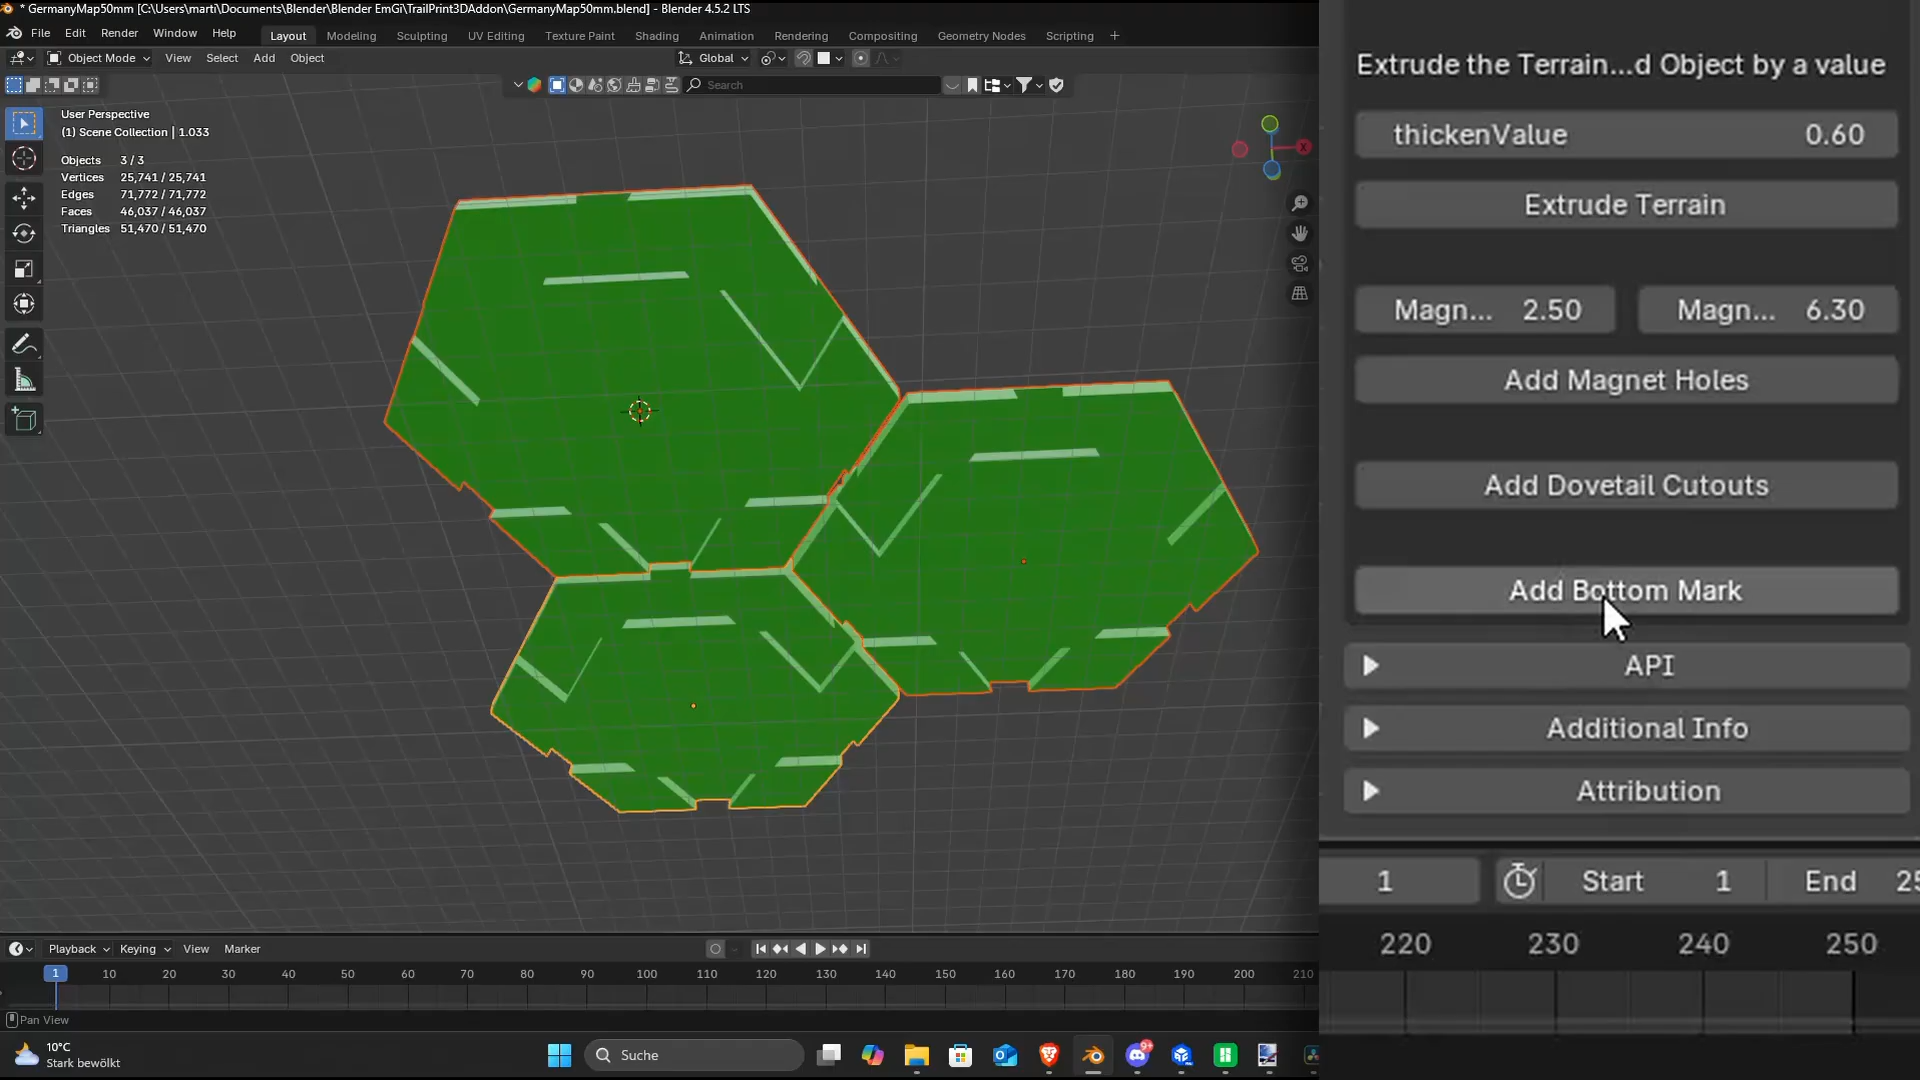 * GermanyMap50mm [C:\Users\marti\Documents\Blender\Blender EmGi\TrailPrint3DAddon\GermanyMap50mm.blend] - Blender 4.5.2 LTS
File Edit Render Window Help
Layout Modeling Sculpting UV Editing Texture Paint Shading Animation Rendering Compositing Geometry Nodes Scripting +
Object Mode View Select Add Object
Global
Search
User Perspective
(1) Scene Collection | 1.033
Objects 3 / 3
Vertices 25,741 / 25,741
Edges 71,772 / 71,772
Faces 46,037 / 46,037
Triangles 51,470 / 51,470
X
Extrude the Terrain...d Object by a value
thickenValue 0.60
Extrude Terrain
Magn... 2.50 Magn... 6.30
Add Magnet Holes
Add Dovetail Cutouts
Add Bottom Mark
API
Additional Info
Attribution
1 Start 1 End 25
220 230 240 250
Playback Keying View Marker
1 10 20 30 40 50 60 70 80 90 100 110 120 130 140 150 160 170 180 190 200 210
Pan View
10°C
Stark bewölkt
Suche
9+